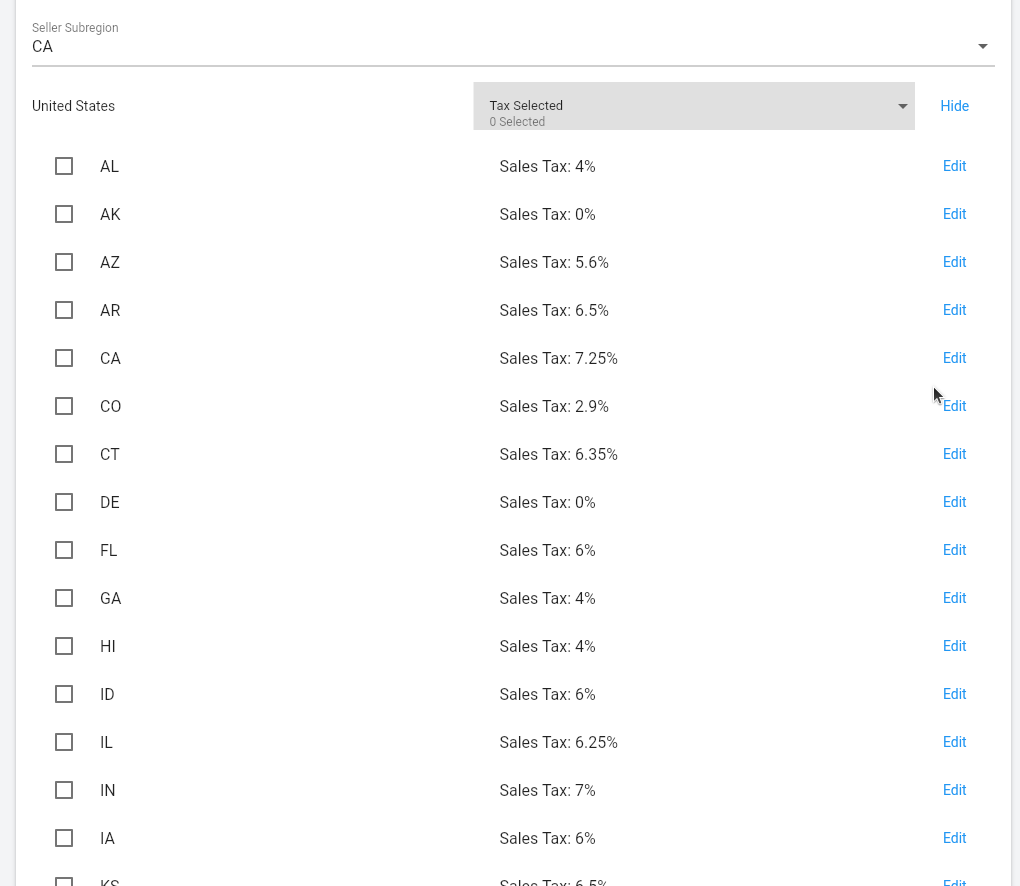 Seller Subregion
CA
United States
Tax Selected
0 Selected
Hide
AL Sales Tax: 4% Edit
AK Sales Tax: 0% Edit
AZ Sales Tax: 5.6% Edit
AR Sales Tax: 6.5% Edit
CA Sales Tax: 7.25% Edit
CO Sales Tax: 2.9% Edit
CT Sales Tax: 6.35% Edit
DE Sales Tax: 0% Edit
FL Sales Tax: 6% Edit
GA Sales Tax: 4% Edit
HI Sales Tax: 4% Edit
ID Sales Tax: 6% Edit
IL Sales Tax: 6.25% Edit
IN Sales Tax: 7% Edit
IA Sales Tax: 6% Edit
KS Sales Tax: 6.5% Edit